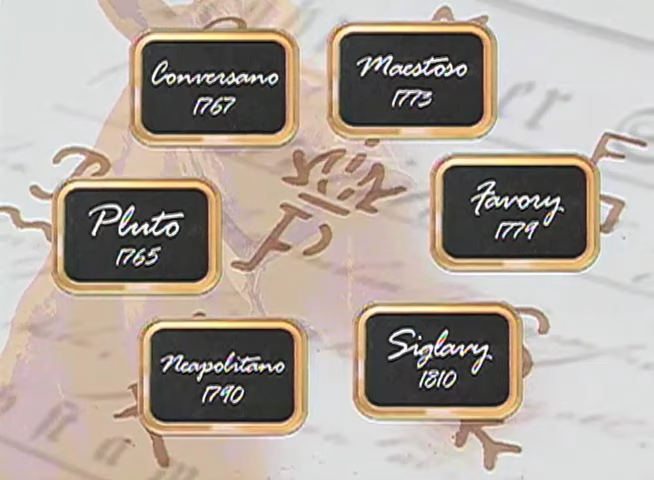 Conversano
1767
Maestoso
1773
Pluto
1765
Favory
1779
Neapolitano
1790
Siglavy
1810